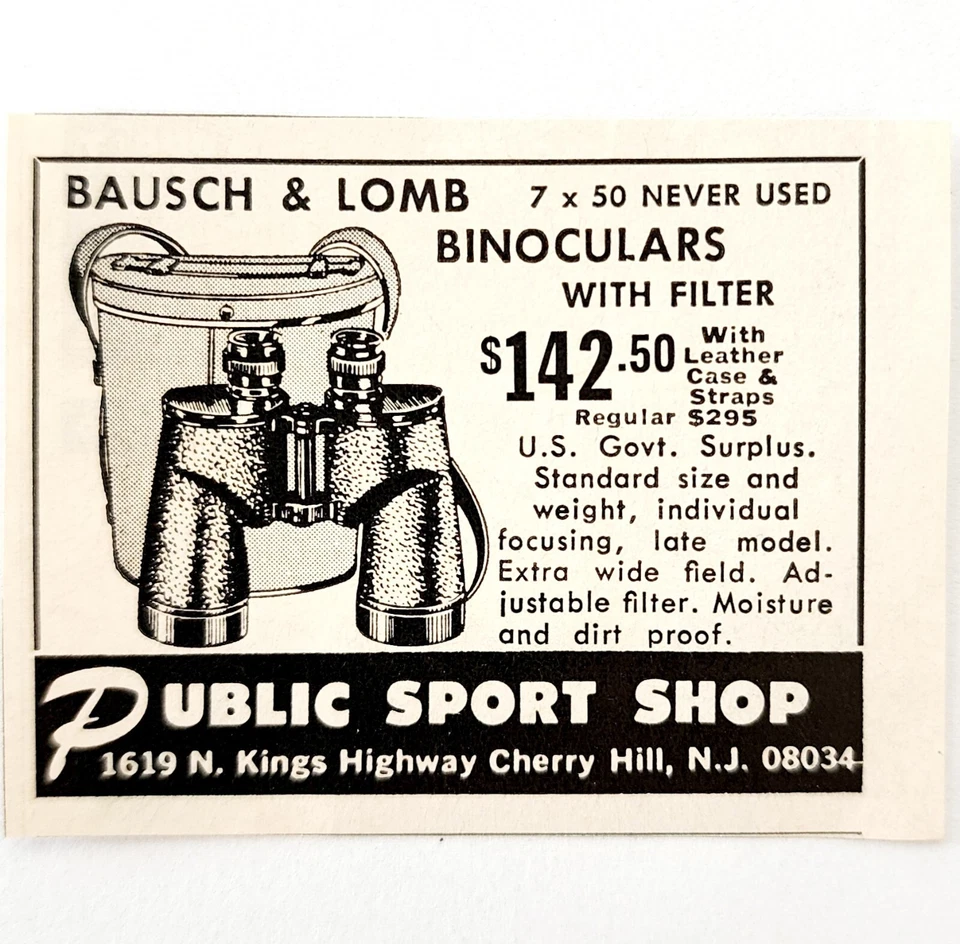 BAUSCH & LOMB 7 x 50 NEVER USED
BINOCULARS
WITH FILTER
$142.50 With
Leather
Case &
Straps
Regular $295
U.S. Govt. Surplus.
Standard size and
weight, individual
focusing, late model.
Extra wide field. Ad-
justable filter. Moisture
and dirt proof.
PUBLIC SPORT SHOP
1619 N. Kings Highway Cherry Hill, N.J. 08034